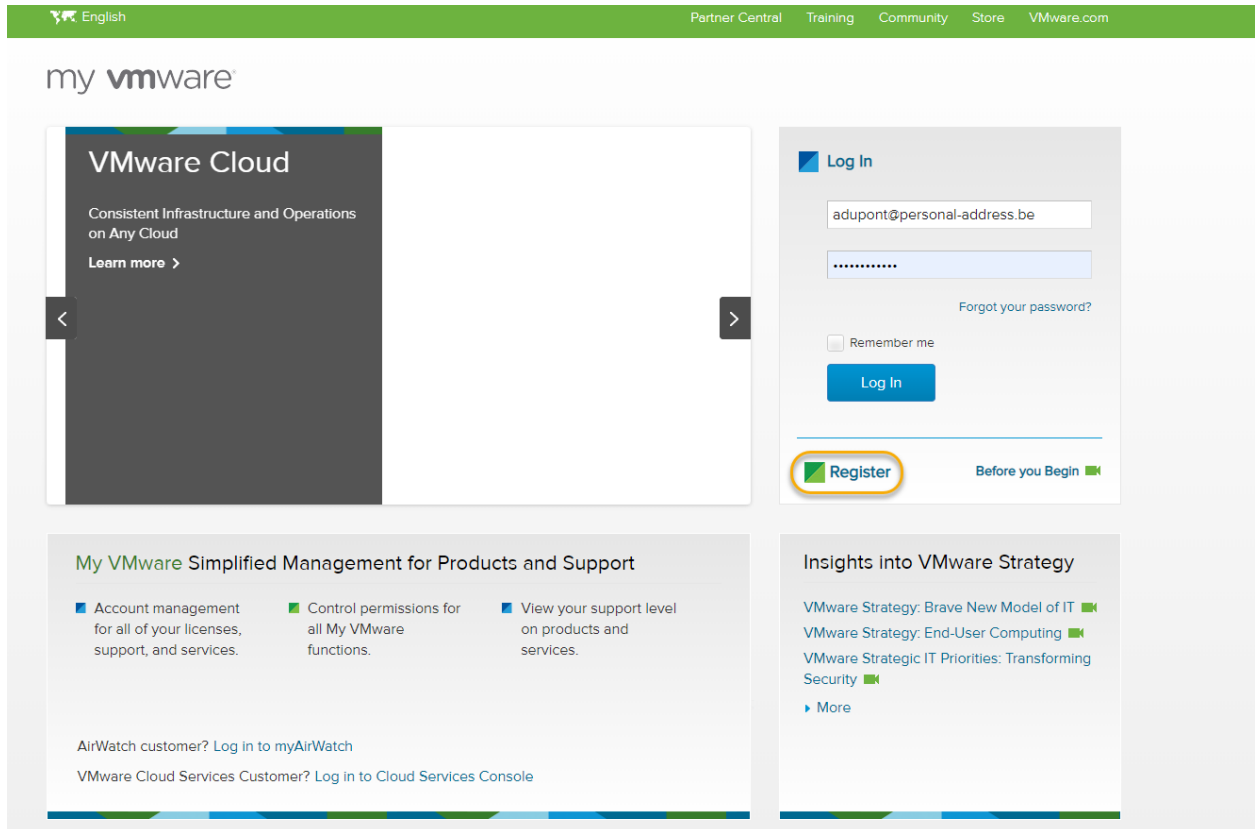 English
Partner Central Training Community Store VMware.com
my vmware
VMware Cloud
Consistent Infrastructure and Operations
on Any Cloud
Learn more
Log In
adupont@personal-address.be
••••••••••••
Forgot your password?
Remember me
Log In
Register
Before you Begin
My VMware Simplified Management for Products and Support
Account management
for all of your licenses,
support, and services.
Control permissions for
all My VMware
functions.
View your support level
on products and
services.
AirWatch customer? Log in to myAirWatch
VMware Cloud Services Customer? Log in to Cloud Services Console
Insights into VMware Strategy
VMware Strategy: Brave New Model of IT
VMware Strategy: End-User Computing
VMware Strategic IT Priorities: Transforming
Security
More